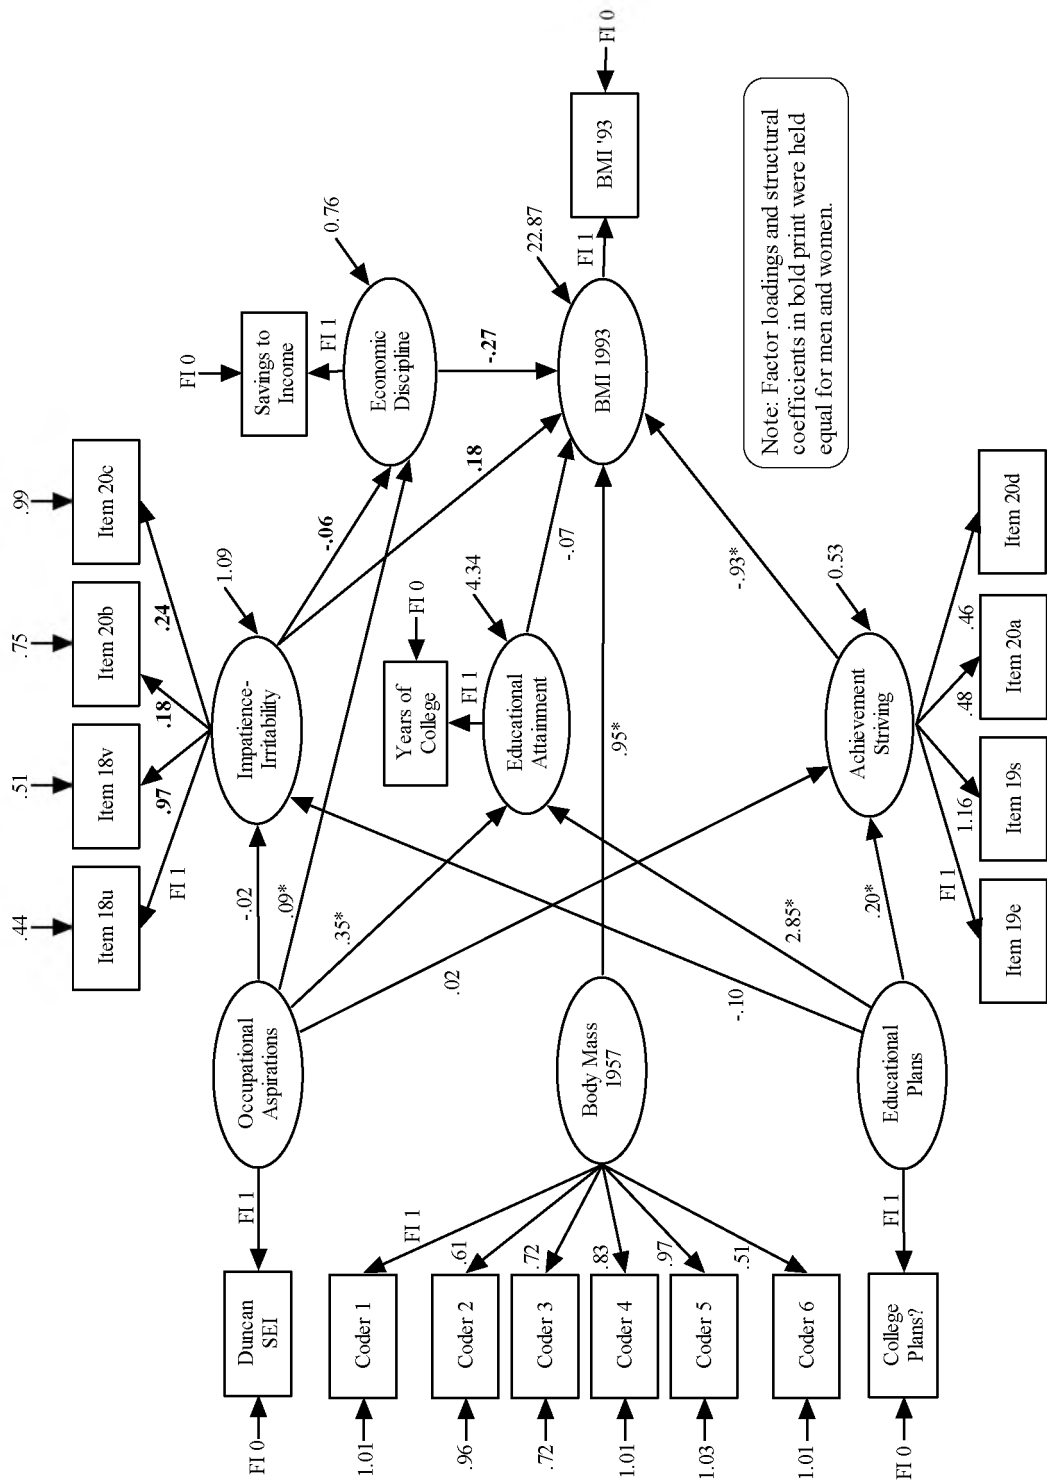 .44
.51
.75
.99
Item 18u
Item 18v
Item 20b
Item 20c
FI 1
.97
.18
.24
FI 0
FI 0
Duncan
SEI
FI 1
Occupational
Aspirations
-.02
Impatience-
Irritability
1.09
-.06
Savings to
Income
FI 1
0.76
Economic
Discipline
.09*
.35*
.02
.18
-.27
1.01
Coder 1
FI 1
.96
Coder 2
.61
.72
Coder 3
.72
1.01
Coder 4
.83
1.03
Coder 5
.97
1.01
Coder 6
.51
Years of
College
FI 0
FI 1
Educational
Attainment
4.34
-.07
Body Mass
1957
.95*
BMI 1993
22.87
FI 1
BMI '93
FI 0
-.10
2.85*
-.93*
FI 0
College
Plans?
FI 1
Educational
Plans
.20*
Achievement
Striving
0.53
FI 1
1.16
.48
.46
Item 19e
Item 19s
Item 20a
Item 20d
Note: Factor loadings and structural
coefficients in bold print were held
equal for men and women.